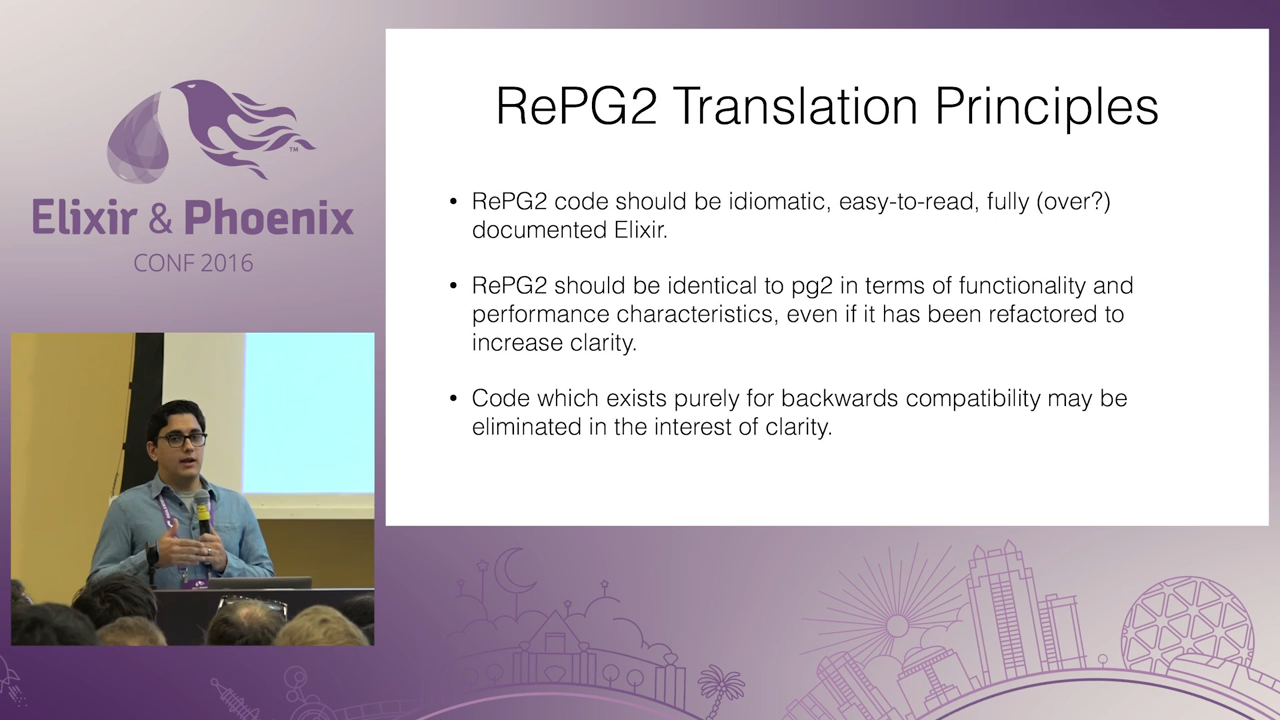 Elixir & Phoenix
TM
CONF 2016
RePG2 Translation Principles
• RePG2 code should be idiomatic, easy-to-read, fully (over?)
documented Elixir.
• RePG2 should be identical to pg2 in terms of functionality and
performance characteristics, even if it has been refactored to
increase clarity.
• Code which exists purely for backwards compatibility may be
eliminated in the interest of clarity.